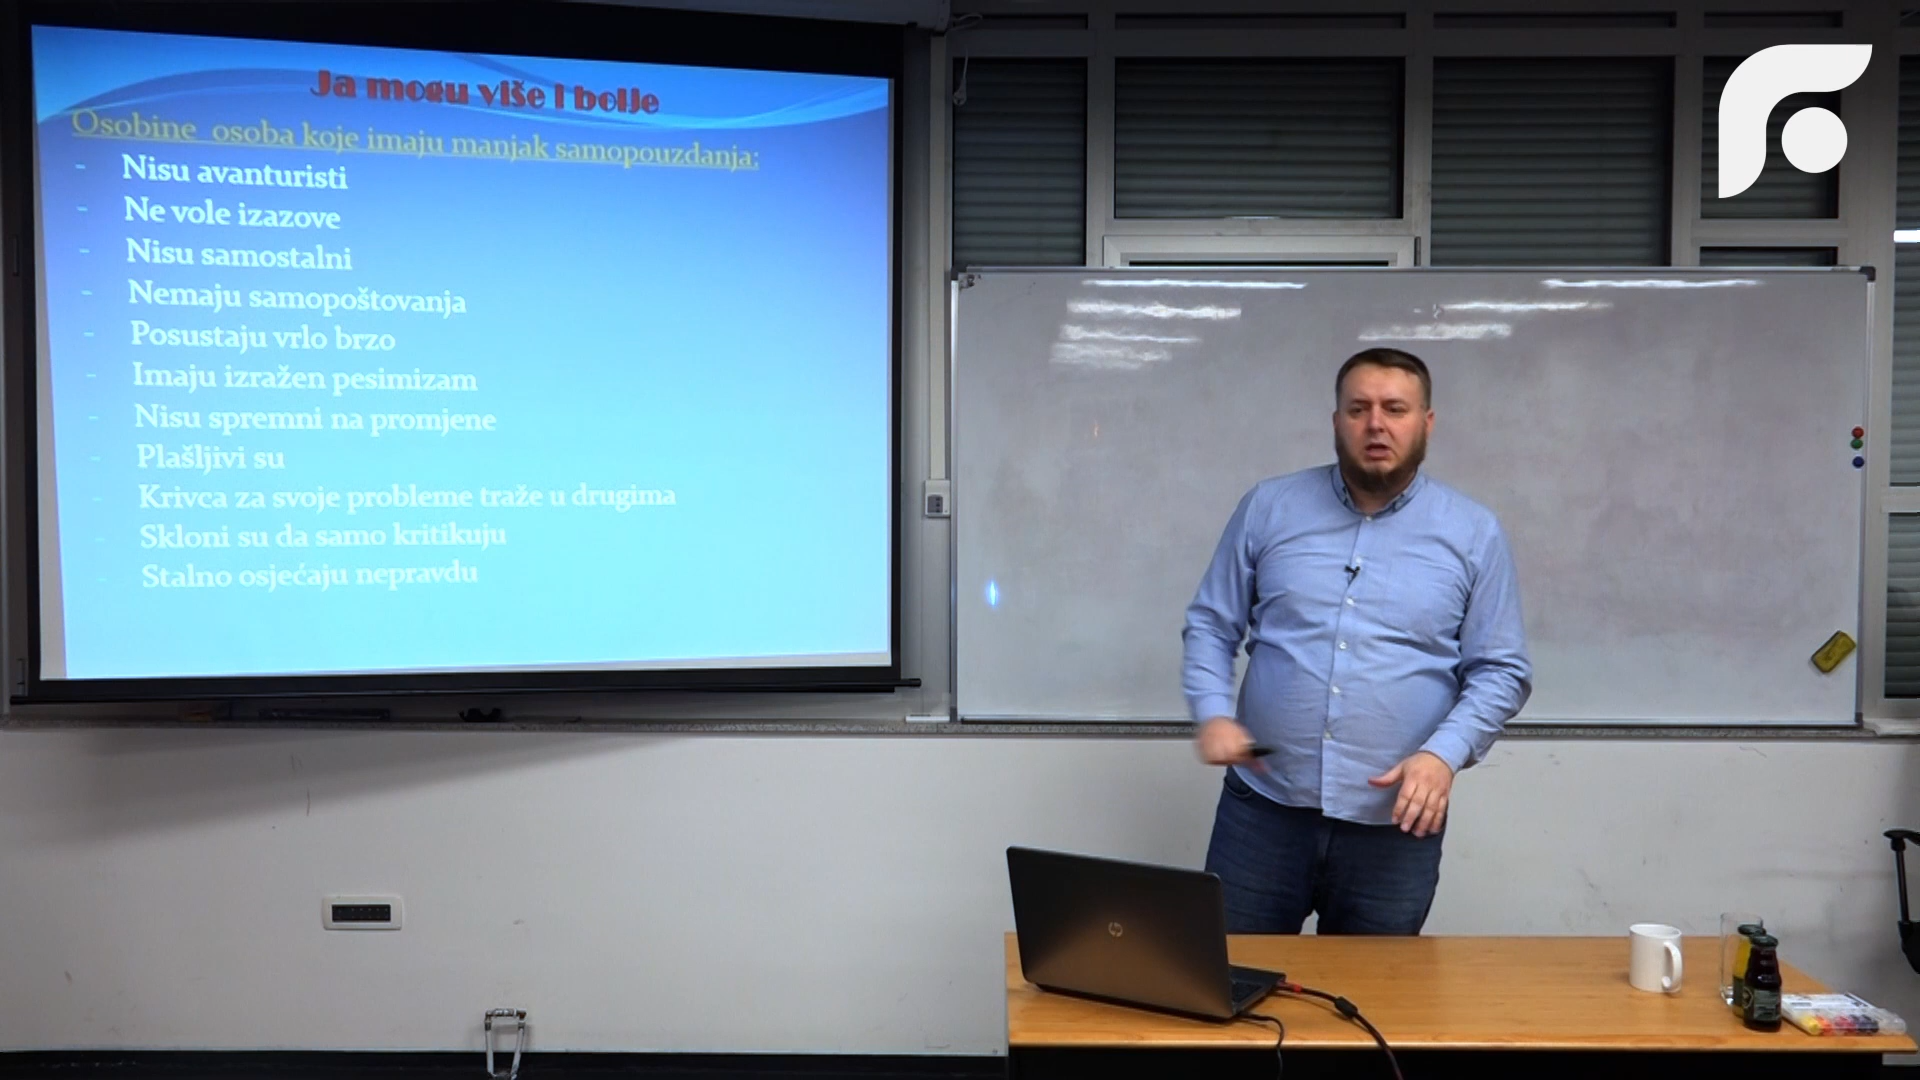 Ja mogu više i bolje
Osobine osoba koje imaju manjak samopouzdanja:
- Nisu avanturisti
- Ne vole izazove
- Nisu samostalni
- Nemaju samopoštovanja
- Posustaju vrlo brzo
- Imaju izražen pesimizam
- Nisu spremni na promjene
- Plašljivi su
- Krivca za svoje probleme traže u drugima
- Skloni su da samo kritikuju
- Stalno osjećaju nepravdu
hp